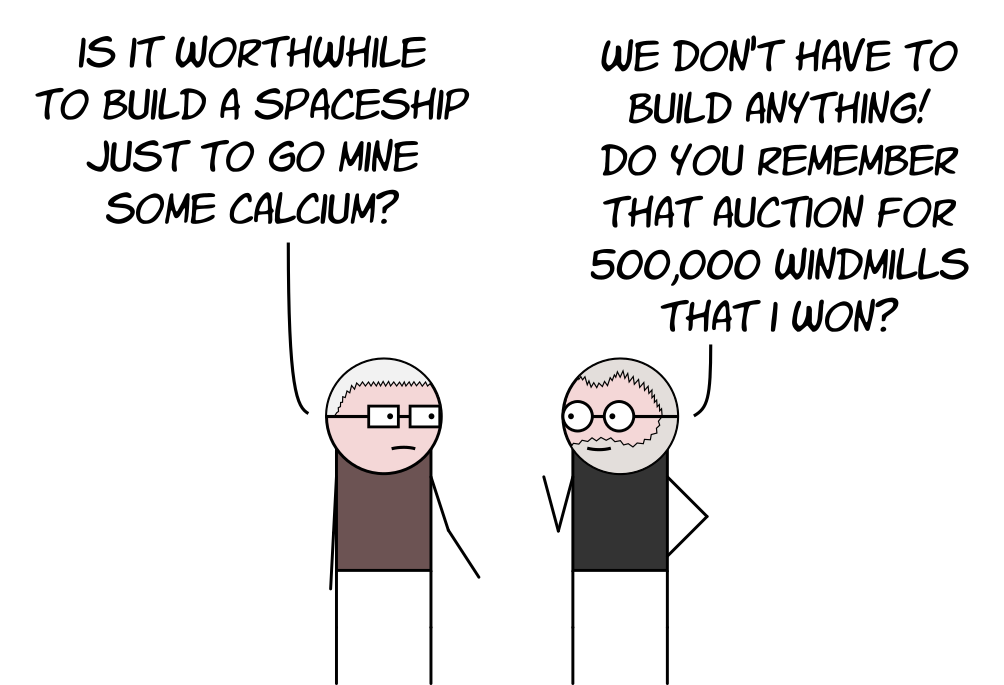 IS IT WORTHWHILE
TO BUILD A SPACESHIP
JUST TO GO MINE
SOME CALCIUM?
WE DON'T HAVE TO
BUILD ANYTHING!
DO YOU REMEMBER
THAT AUCTION FOR
500,000 WINDMILLS
THAT I WON?